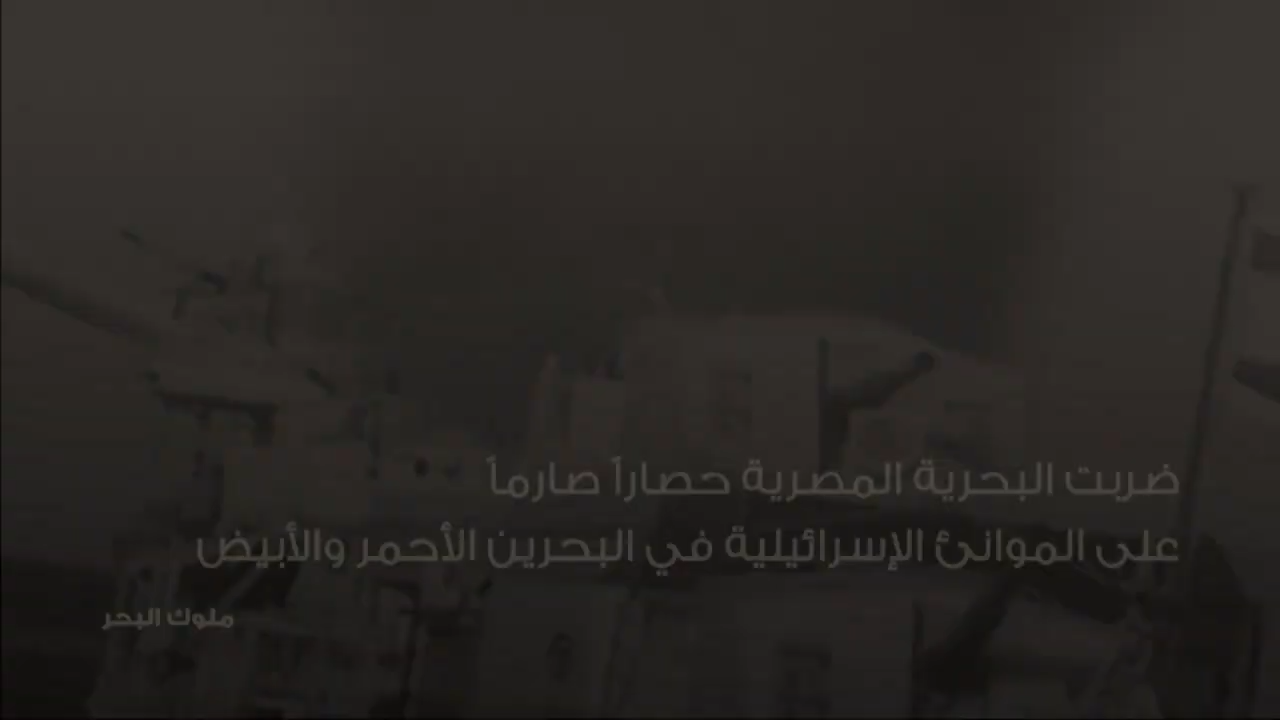 ضربت البحرية المصرية حصاراً صارماً
على الموانئ الإسرائيلية في البحرين الأحمر والأبيض
ملوك البحر